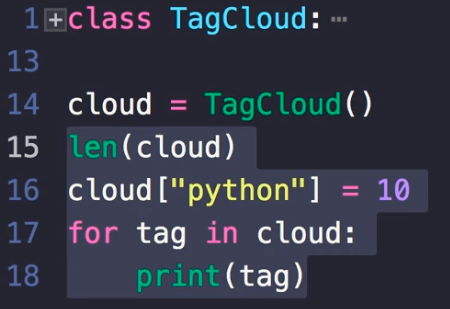 1 class TagCloud:…
13
14 cloud = TagCloud()
15 len(cloud)
16 cloud["python"] = 10
17 for tag in cloud:
18     print(tag)